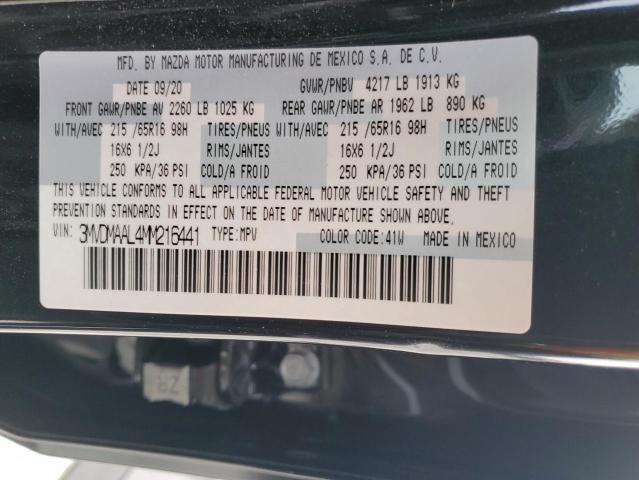 MFD. BY MAZDA MOTOR MANUFACTURING DE MEXICO S.A. DE C.V.
DATE 09/20 GVWR/PNBV 4217 LB 1913 KG
FRONT GAWR/PNBE AV 2260 LB 1025 KG REAR GAWR/PNBE AR 1962 LB 890 KG
WITH/AVEC 215 /65R16 98H TIRES/PNEUS WITH/AVEC 215 /65R16 98H TIRES/PNEUS
16X6 1/2J RIMS/JANTES 16X6 1/2J RIMS/JANTES
250 KPA/36 PSI COLD/A FROID 250 KPA/36 PSI COLD/A FROID
THIS VEHICLE CONFORMS TO ALL APPLICABLE FEDERAL MOTOR VEHICLE SAFETY AND THEFT
PREVENTION STANDARDS IN EFFECT ON THE DATE OF MANUFACTURE SHOWN ABOVE.
VIN: 3MVDMAAL4MM216441 TYPE:MPV COLOR CODE:41W MADE IN MEXICO